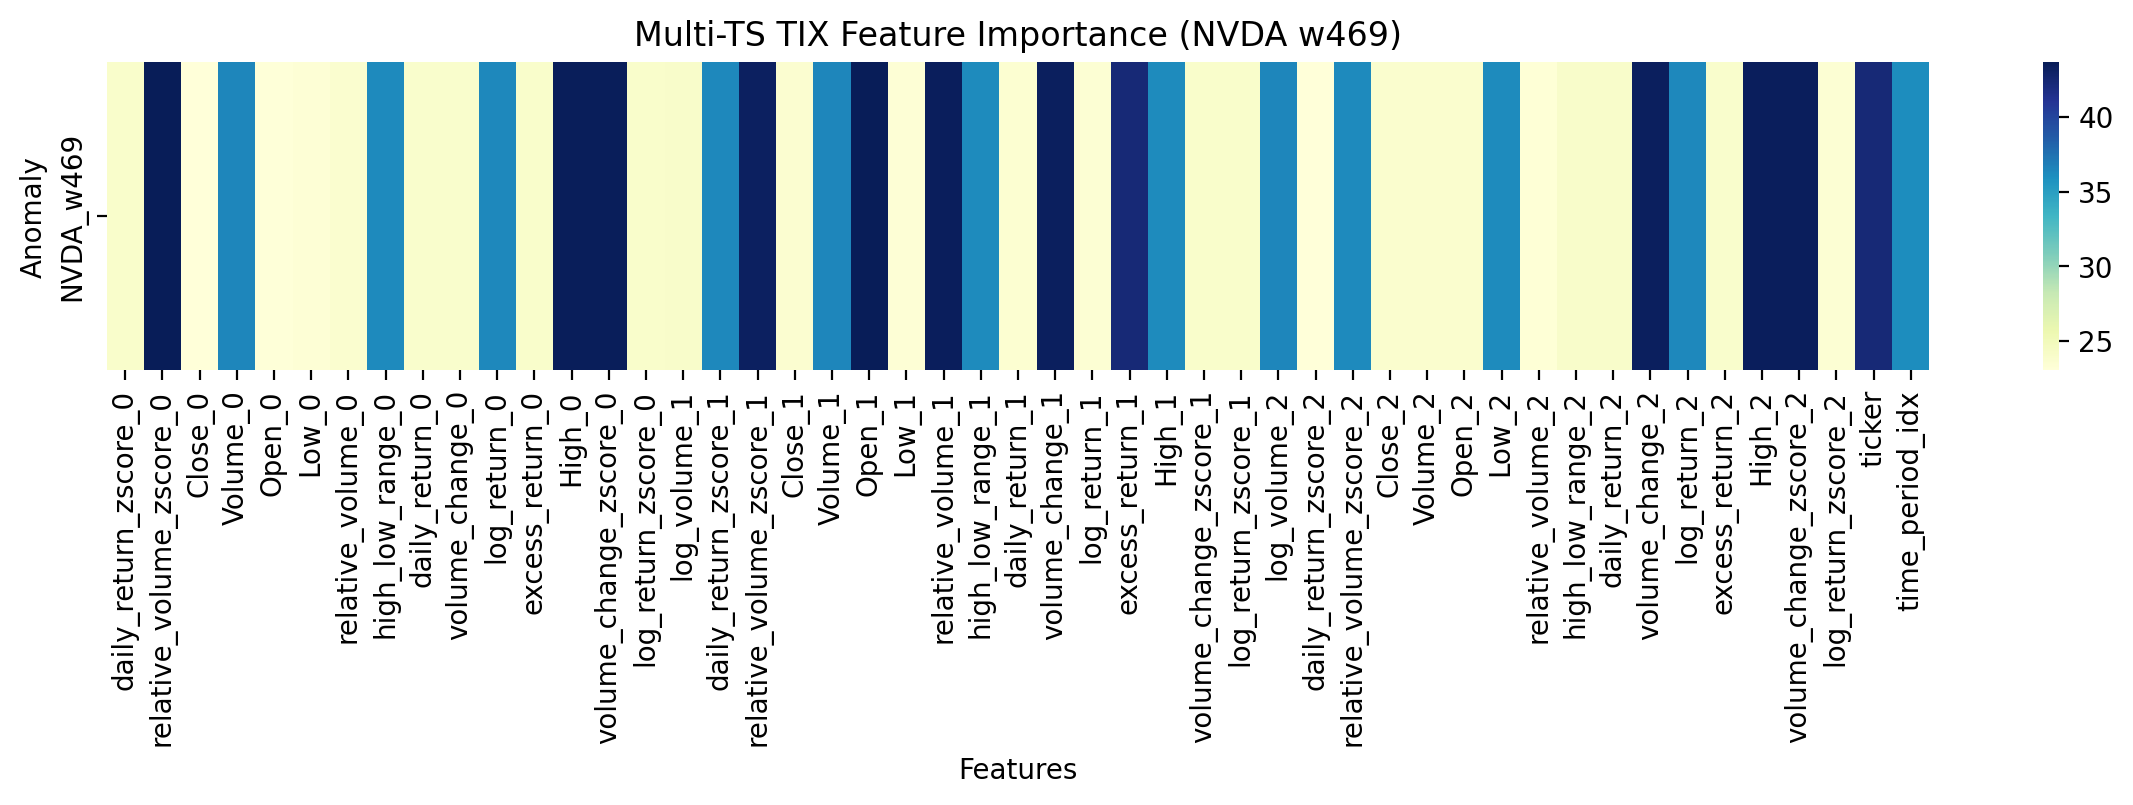 Multi-TS TIX Feature Importance (NVDA w469)
Anomaly
NVDA_w469
40
35
30
25
daily_return_zscore_0
relative_volume_zscore_0
Close_0
Volume_0
Open_0
Low_0
relative_volume_0
high_low_range_0
daily_return_0
volume_change_0
log_return_0
excess_return_0
High_0
volume_change_zscore_0
log_return_zscore_0
log_volume_1
daily_return_zscore_1
relative_volume_zscore_1
Close_1
Volume_1
Open_1
Low_1
relative_volume_1
high_low_range_1
daily_return_1
volume_change_1
log_return_1
excess_return_1
High_1
volume_change_zscore_1
log_return_zscore_1
log_volume_2
daily_return_zscore_2
relative_volume_zscore_2
Close_2
Volume_2
Open_2
Low_2
relative_volume_2
high_low_range_2
daily_return_2
volume_change_2
log_return_2
excess_return_2
High_2
volume_change_zscore_2
log_return_zscore_2
ticker
time_period_idx
Features